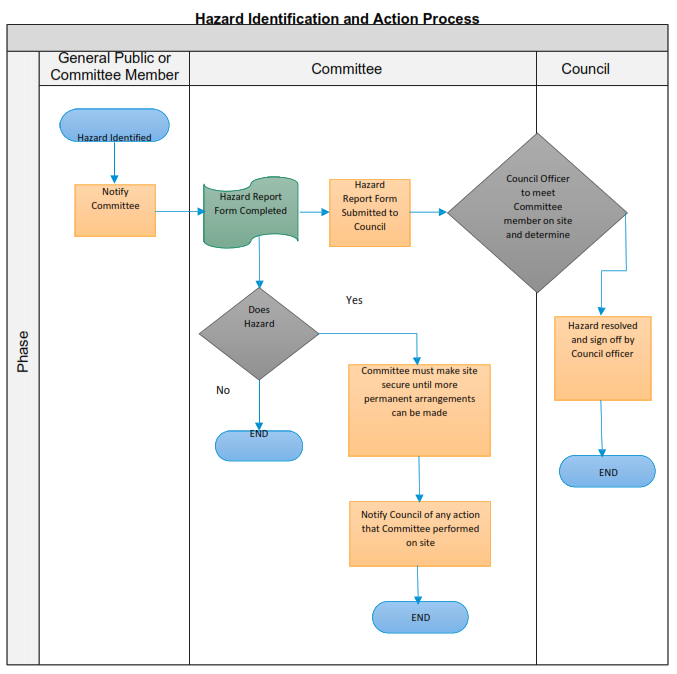 Hazard Identification and Action Process
General Public or
Committee Member
Committee
Council
Phase
Hazard Identified
Notify
Committee
Hazard Report
Form Completed
Hazard
Report Form
Submitted to
Council
Council Officer
to meet
Committee
member on site
and determine
Does
Hazard
Yes
No
END
Committee must make site
secure until more
permanent arrangements
can be made
Notify Council of any action
that Committee performed
on site
END
Hazard resolved
and sign off by
Council officer
END